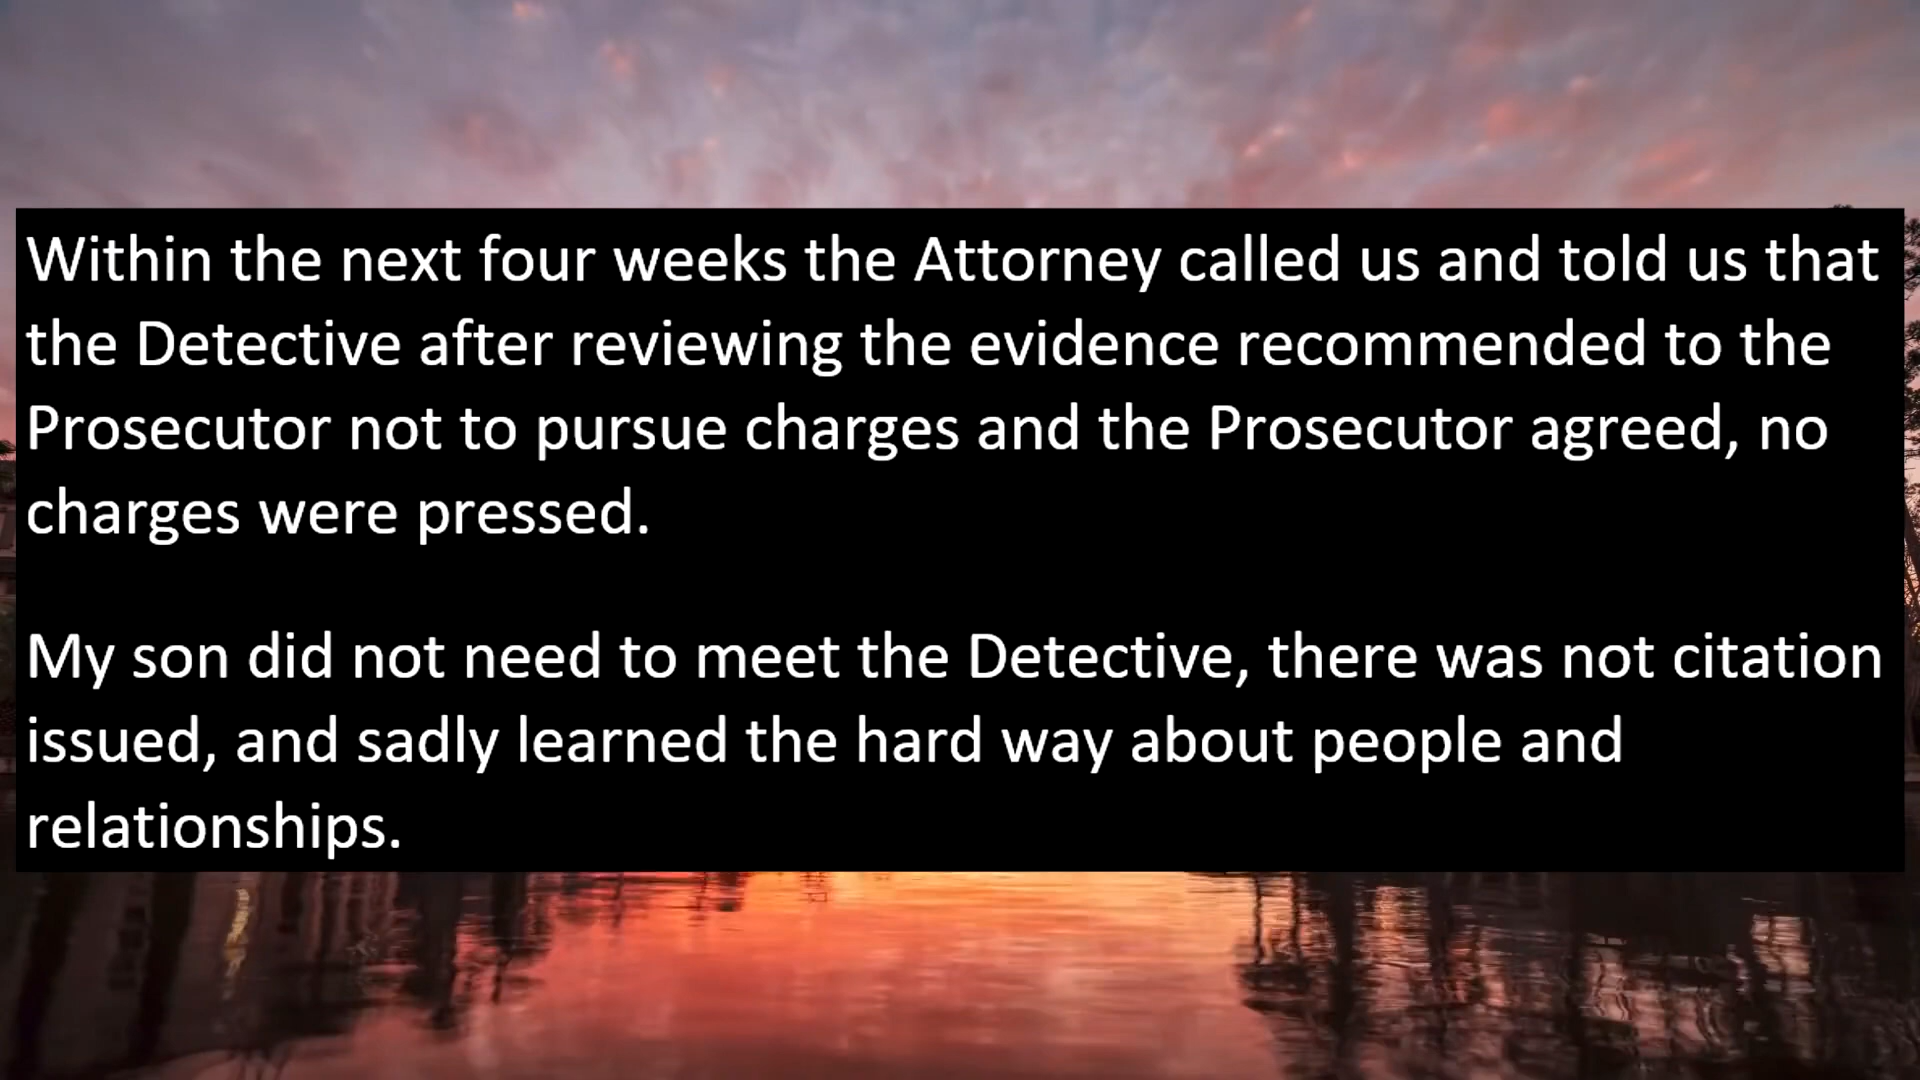 Within the next four weeks the Attorney called us and told us that
the Detective after reviewing the evidence recommended to the
Prosecutor not to pursue charges and the Prosecutor agreed, no
charges were pressed.
My son did not need to meet the Detective, there was not citation
issued, and sadly learned the hard way about people and
relationships.